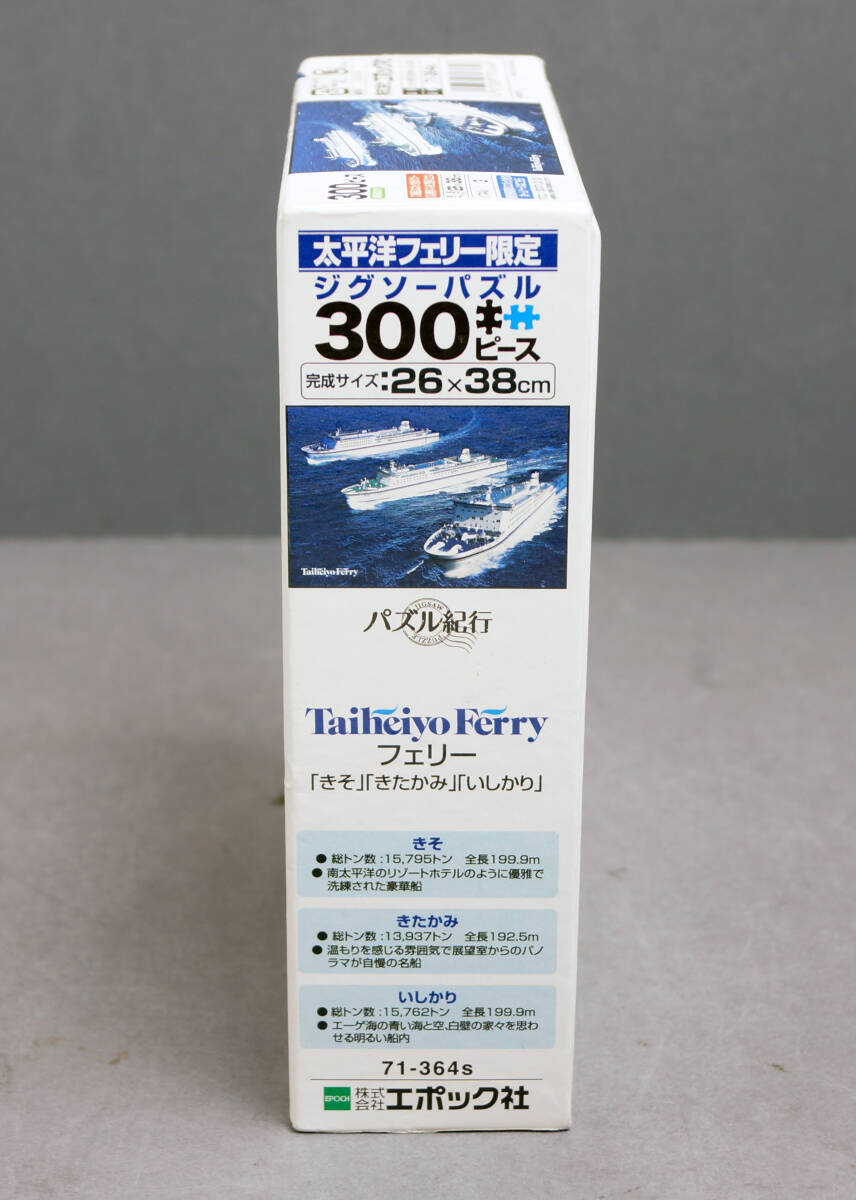 300ピース
太平洋フェリー限定
ジグソーパズル
300
ピース
完成サイズ:26×38cm
Taiheiyo Ferry
パズル紀行
JIGSAW
PUZZLE
Taiheiyo Ferry
フェリー
「きそ」「きたかみ」「いしかり」
きそ
● 総トン数:15,795トン 全長199.9m
● 南太平洋のリゾートホテルのように優雅で
洗練された豪華船
きたかみ
● 総トン数:13,937トン 全長192.5m
● 温もりを感じる雰囲気で展望室からのパノ
ラマが自慢の名船
いしかり
● 総トン数:15,762トン 全長199.9m
● エーゲ海の青い海と空、白壁の家々を思わ
せる明るい船内
71-364s
EPOCH 株式会社 エポック社